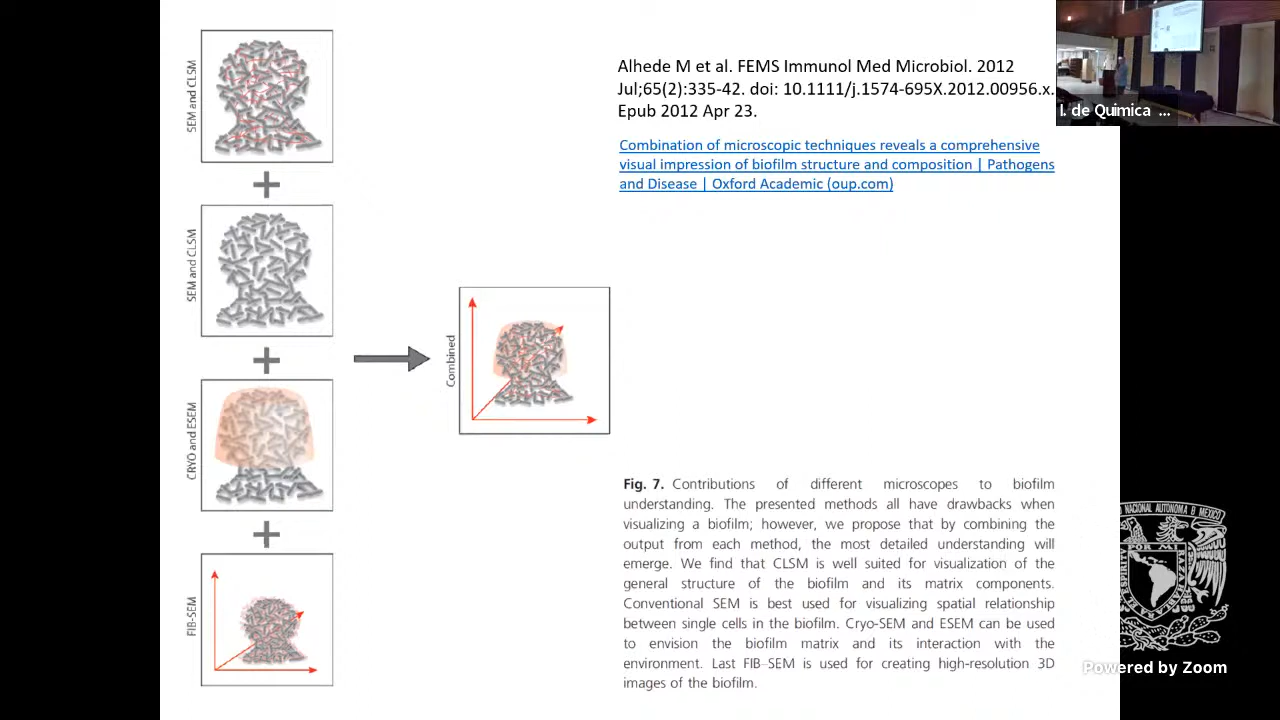 SEM and CLSM
SEM and CLSM
CRYO and ESEM
FIB-SEM
Combined
Alhede M et al. FEMS Immunol Med Microbiol. 2012
Jul;65(2):335-42. doi: 10.1111/j.1574-695X.2012.00956.x.
Epub 2012 Apr 23.
Combination of microscopic techniques reveals a comprehensive
visual impression of biofilm structure and composition | Pathogens
and Disease | Oxford Academic (oup.com)
Fig. 7. Contributions of different microscopes to biofilm
understanding. The presented methods all have drawbacks when
visualizing a biofilm; however, we propose that by combining the
output from each method, the most detailed understanding will
emerge. We find that CLSM is well suited for visualization of the
general structure of the biofilm and its matrix components.
Conventional SEM is best used for visualizing spatial relationship
between single cells in the biofilm. Cryo-SEM and ESEM can be used
to envision the biofilm matrix and its interaction with the
environment. Last FIB–SEM is used for creating high-resolution 3D
images of the biofilm.
I. de Quimica ...
NACIONAL AUTONOMA D MEXICO
POR MI
Powered by Zoom